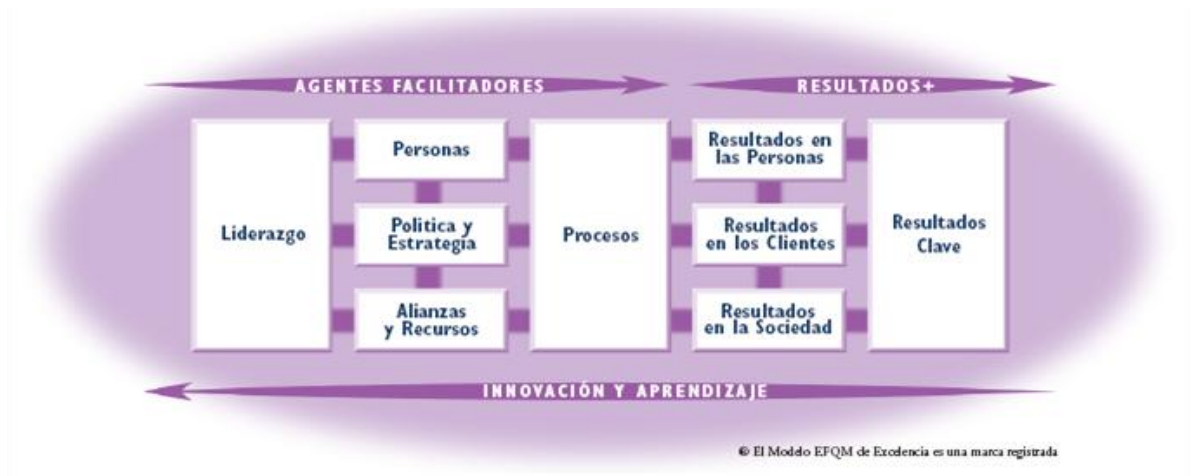 AGENTES FACILITADORES
RESULTADOS+
Liderazgo
Personas
Política y
Estrategia
Alianzas
y Recursos
Procesos
Resultados en
las Personas
Resultados
en los Clientes
Resultados
en la Sociedad
Resultados
Clave
INNOVACIÓN Y APRENDIZAJE
® El Modelo EFQM de Excelencia es una marca registrada